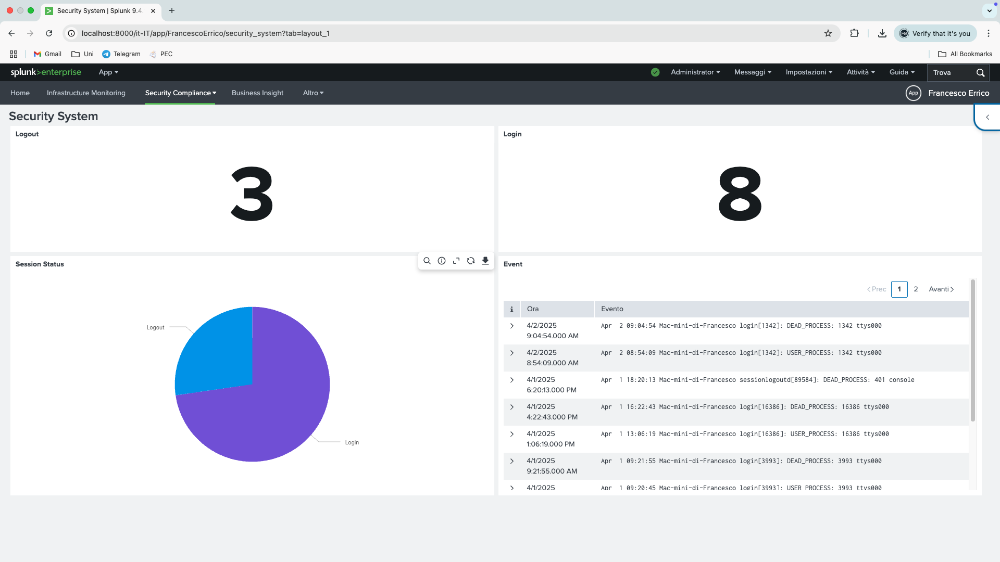 Security System | Splunk 9.4.
localhost:8000/it-IT/app/FrancescoErrico/security_system?tab=layout_1
Verify that it's you
Gmail
Uni
Telegram
PEC
All Bookmarks
splunk>enterprise
App
Administrator
Messaggi
Impostazioni
Attività
Guida
Trova
Home
Infrastructure Monitoring
Security Compliance
Business Insight
Altro
App
Francesco Errico
Security System
Logout
3
Login
8
Session Status
Logout
Login
Event
Prec
1
2
Avanti
i
Ora
Evento
4/2/2025
9:04:54.000 AM
Apr  2 09:04:54 Mac-mini-di-Francesco login[1342]: DEAD_PROCESS: 1342 ttys000
4/2/2025
8:54:09.000 AM
Apr  2 08:54:09 Mac-mini-di-Francesco login[1342]: USER_PROCESS: 1342 ttys000
4/1/2025
6:20:13.000 PM
Apr  1 18:20:13 Mac-mini-di-Francesco sessionlogoutd[89584]: DEAD_PROCESS: 401 console
4/1/2025
4:22:43.000 PM
Apr  1 16:22:43 Mac-mini-di-Francesco login[16386]: DEAD_PROCESS: 16386 ttys000
4/1/2025
1:06:19.000 PM
Apr  1 13:06:19 Mac-mini-di-Francesco login[16386]: USER_PROCESS: 16386 ttys000
4/1/2025
9:21:55.000 AM
Apr  1 09:21:55 Mac-mini-di-Francesco login[3993]: DEAD_PROCESS: 3993 ttys000
4/1/2025
Apr  1 09:20:45 Mac-mini-di-Francesco login[3993]: USER_PROCESS: 3993 ttys000